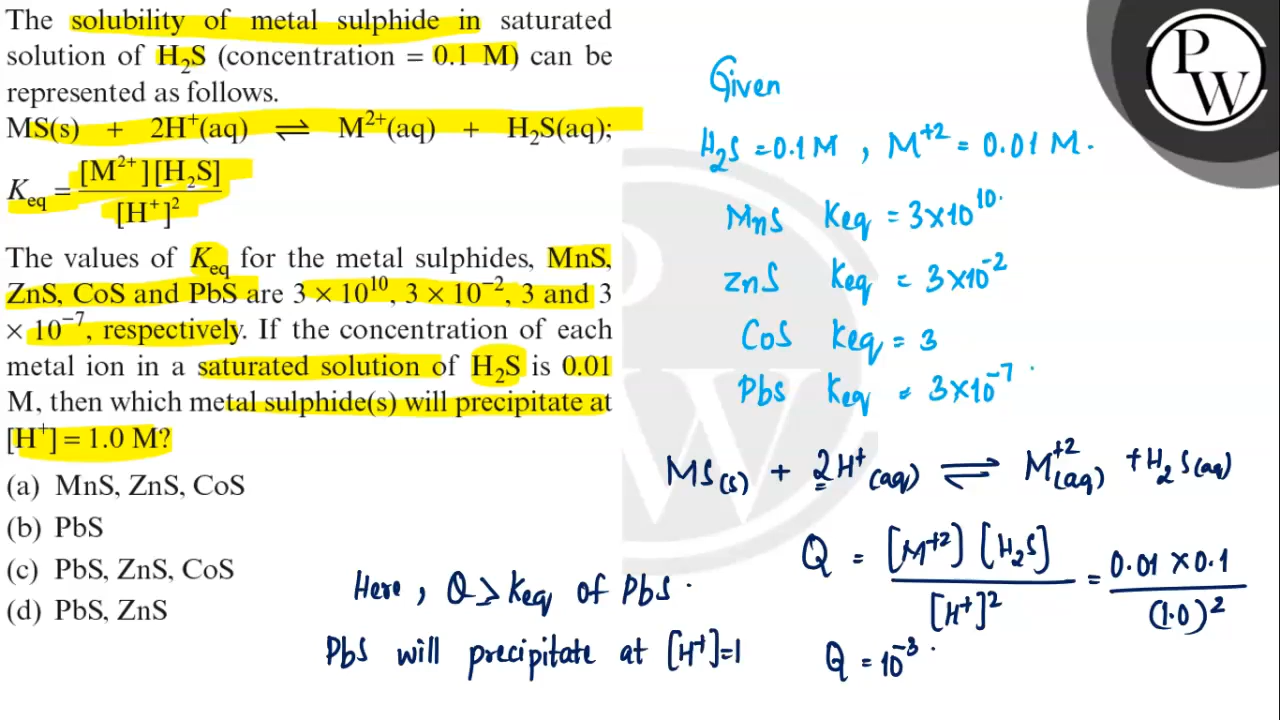 The solubility of metal sulphide in saturated
solution of H₂S (concentration = 0.1 M) can be
represented as follows.
MS(s) + 2H⁺(aq) ⇌ M²⁺(aq) + H₂S(aq);
K_eq = [M²⁺][H₂S] / [H⁺]²
The values of K_eq for the metal sulphides, MnS,
ZnS, CoS and PbS are 3 × 10¹⁰, 3 × 10⁻², 3 and 3
× 10⁻⁷, respectively. If the concentration of each
metal ion in a saturated solution of H₂S is 0.01
M, then which metal sulphide(s) will precipitate at
[H⁺] = 1.0 M?
(a) MnS, ZnS, CoS
(b) PbS
(c) PbS, ZnS, CoS
(d) PbS, ZnS
PW
Given
H₂S = 0.1 M , M⁺² = 0.01 M.
MnS Keq = 3×10¹⁰.
ZnS Keq = 3×10⁻²
CoS Keq = 3
PbS Keq = 3×10⁻⁷.
MS(s) + 2H⁺(aq) ⇌ M⁺²(aq) + H₂S(aq)
Q = [M⁺²] [H₂S] / [H⁺]² = 0.01 × 0.1 / (1.0)²
Q = 10⁻³.
Here, Q > Keq of PbS.
PbS will precipitate at [H⁺]=1
PW